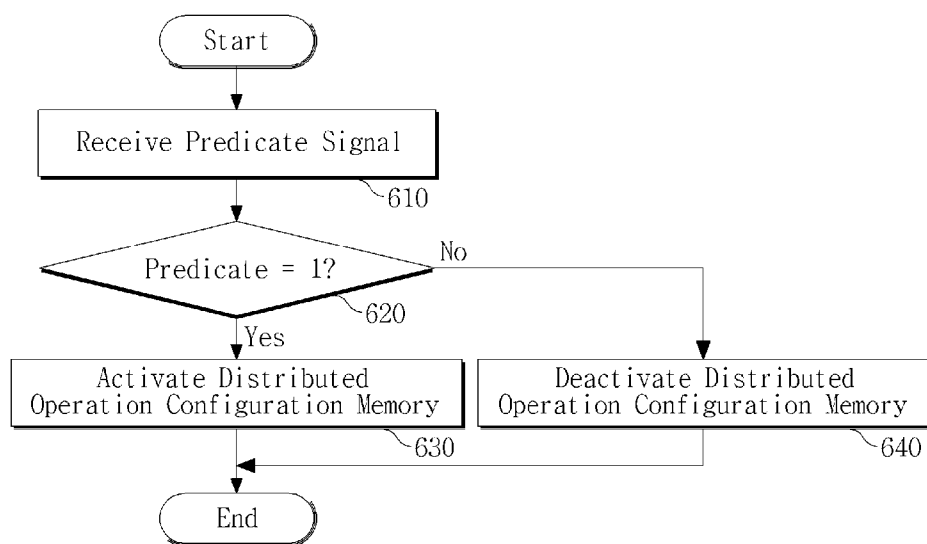 Start
Receive Predicate Signal
610
Predicate = 1?
No
620
Yes
Activate Distributed
Operation Configuration Memory
630
Deactivate Distributed
Operation Configuration Memory
640
End